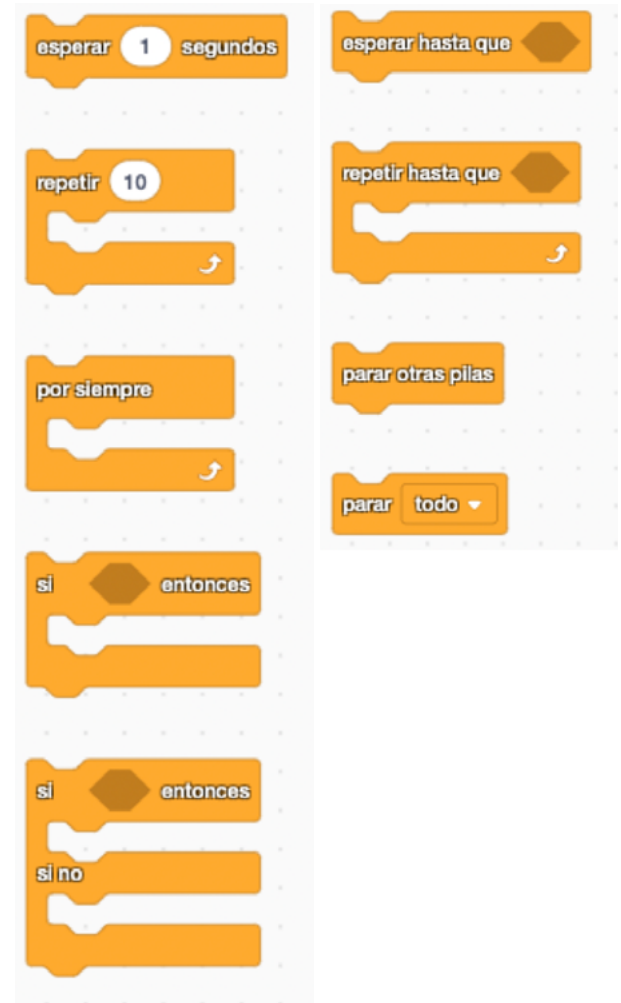 esperar 1 segundos
repetir 10
por siempre
si entonces
si entonces
si no
esperar hasta que
repetir hasta que
parar otras pilas
parar todo